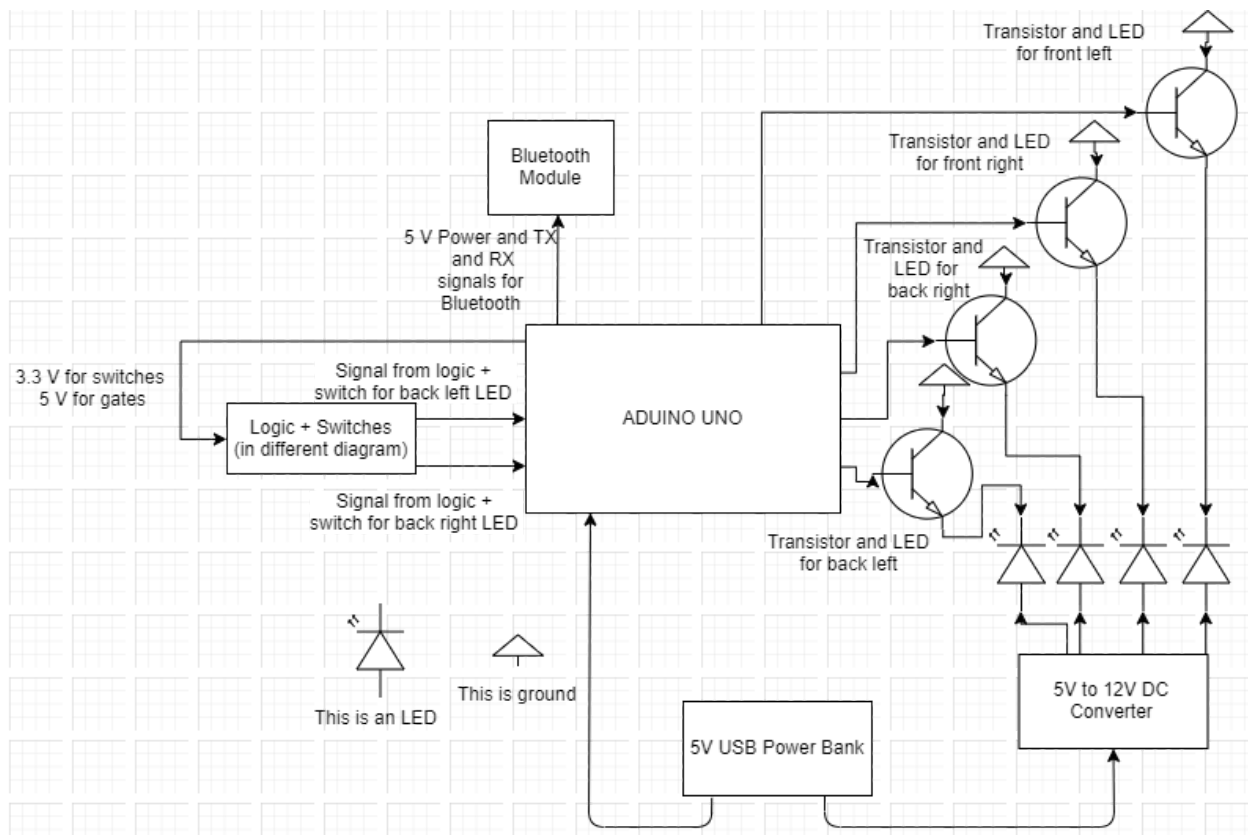 Transistor and LED
for front left
Transistor and LED
for front right
Bluetooth
Module
5 V Power and TX
and RX
signals for
Bluetooth
Transistor and
LED for
back right
3.3 V for switches
5 V for gates
Signal from logic +
switch for back left LED
Logic + Switches
(in different diagram)
ADUINO UNO
Signal from logic +
switch for back right LED
Transistor and LED
for back left
This is an LED
This is ground
5V USB Power Bank
5V to 12V DC
Converter